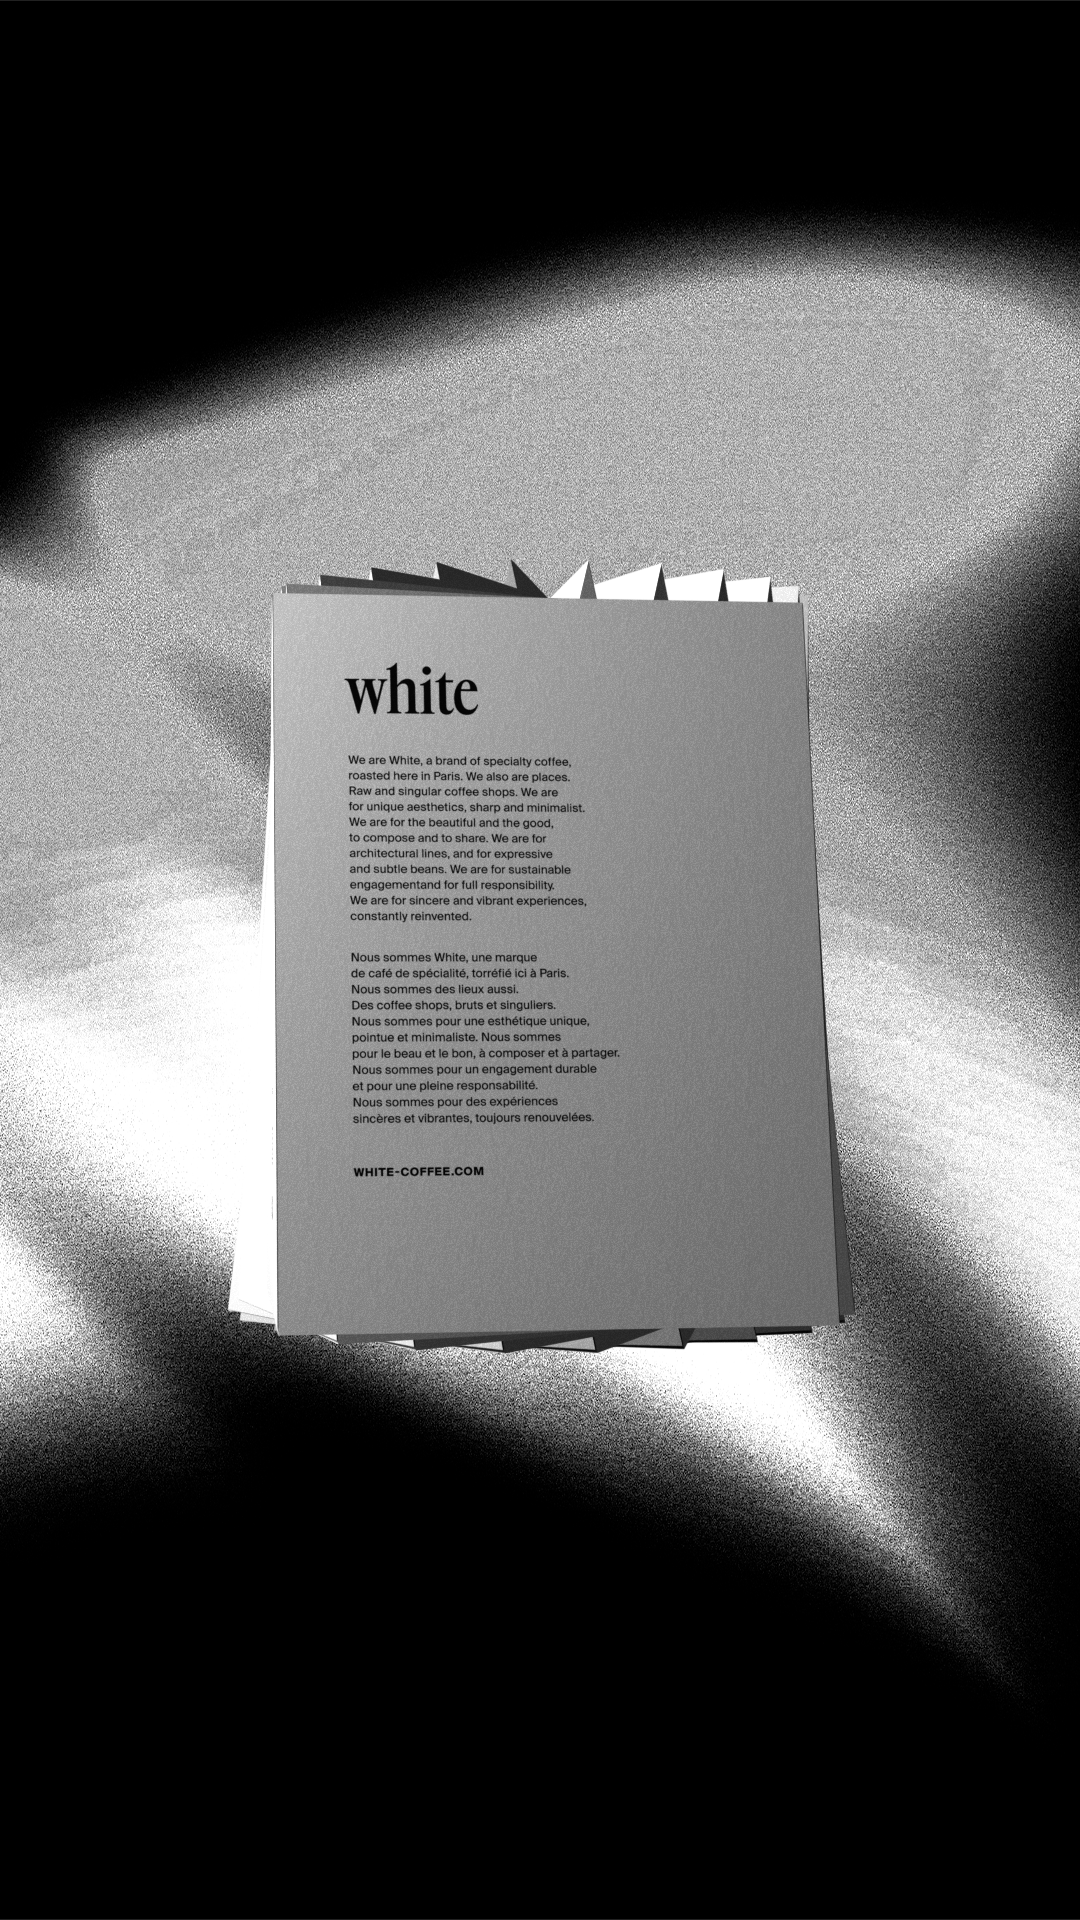 white
We are White, a brand of specialty coffee,
roasted here in Paris. We also are places.
Raw and singular coffee shops. We are
for unique aesthetics, sharp and minimalist.
We are for the beautiful and the good,
to compose and to share. We are for
architectural lines, and for expressive
and subtle beans. We are for sustainable
engagementand for full responsibility.
We are for sincere and vibrant experiences,
constantly reinvented.
Nous sommes White, une marque
de café de spécialité, torréfié ici à Paris.
Nous sommes des lieux aussi.
Des coffee shops, bruts et singuliers.
Nous sommes pour une esthétique unique,
pointue et minimaliste. Nous sommes
pour le beau et le bon, à composer et à partager.
Nous sommes pour un engagement durable
et pour une pleine responsabilité.
Nous sommes pour des expériences
sincères et vibrantes, toujours renouvelées.
WHITE-COFFEE.COM